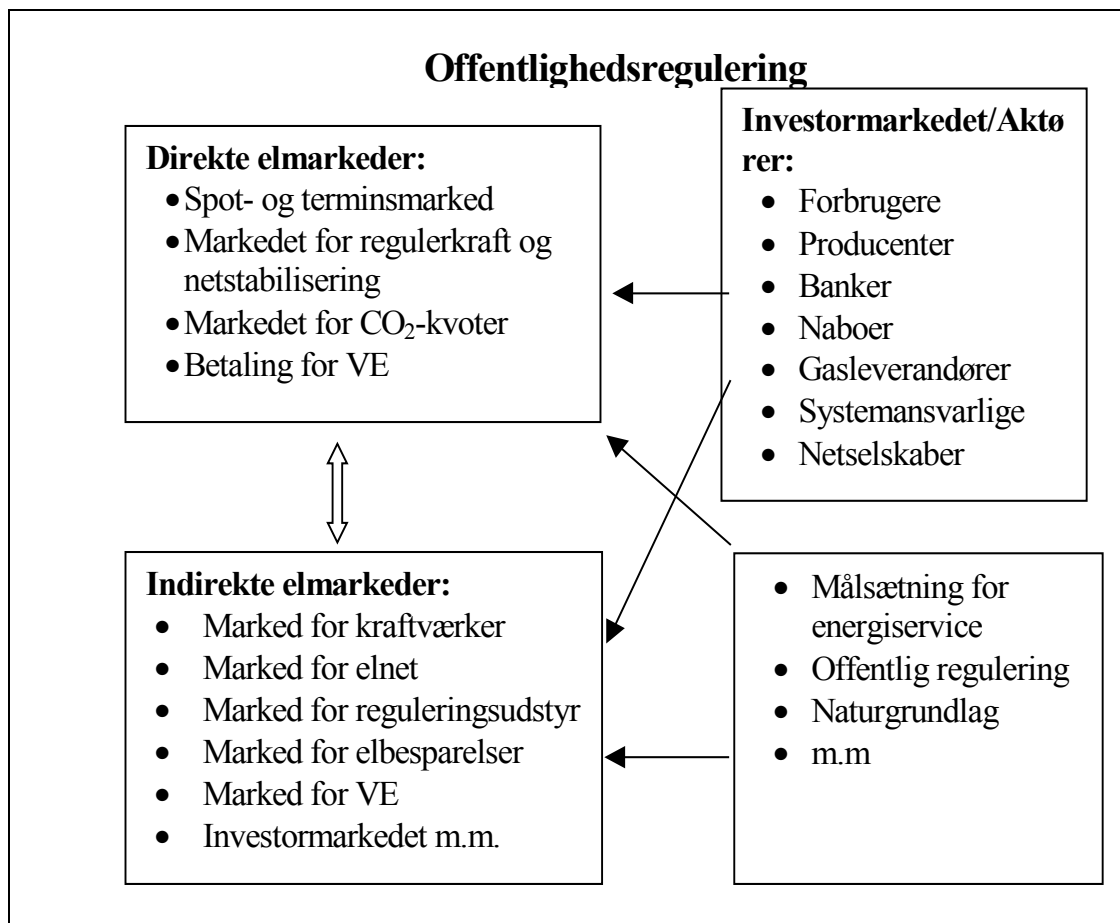 Offentlighedsregulering
Direkte elmarkeder:
• Spot- og terminsmarked
• Markedet for regulerkraft og
netstabilisering
• Markedet for CO₂-kvoter
• Betaling for VE
Investormarkedet/Aktø
rer:
• Forbrugere
• Producenter
• Banker
• Naboer
• Gasleverandører
• Systemansvarlige
• Netselskaber
Indirekte elmarkeder:
• Marked for kraftværker
• Marked for elnet
• Marked for reguleringsudstyr
• Marked for elbesparelser
• Marked for VE
• Investormarkedet m.m.
• Målsætning for
energiservice
• Offentlig regulering
• Naturgrundlag
• m.m